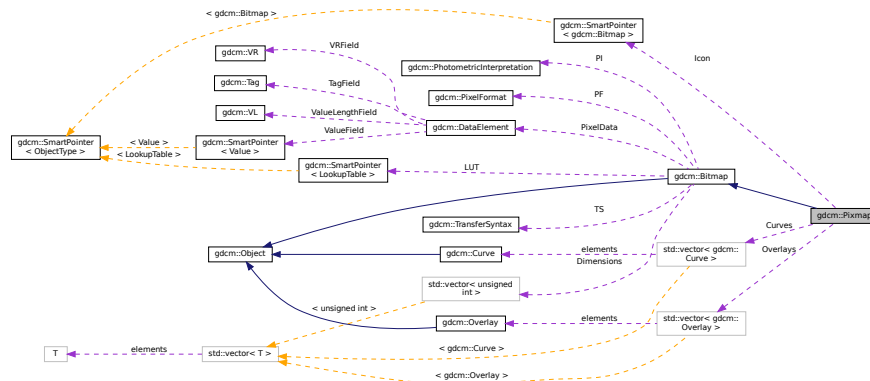 < gdcm::Bitmap >
gdcm::SmartPointer
< gdcm::Bitmap >
VRField
gdcm::VR
PI
Icon
gdcm::PhotometricInterpretation
TagField
gdcm::Tag
PF
gdcm::PixelFormat
ValueLengthField
gdcm::VL
gdcm::DataElement
PixelData
ValueField
gdcm::SmartPointer
< ObjectType >
< Value >
gdcm::SmartPointer
< Value >
< LookupTable >
gdcm::SmartPointer
< LookupTable >
LUT
gdcm::Bitmap
TS
gdcm::Pixmap
gdcm::TransferSyntax
Curves
gdcm::Object
gdcm::Curve
elements
std::vector< gdcm::
Curve >
Overlays
Dimensions
std::vector< unsigned
int >
< unsigned int >
gdcm::Overlay
elements
std::vector< gdcm::
Overlay >
T
elements
std::vector< T >
< gdcm::Curve >
< gdcm::Overlay >